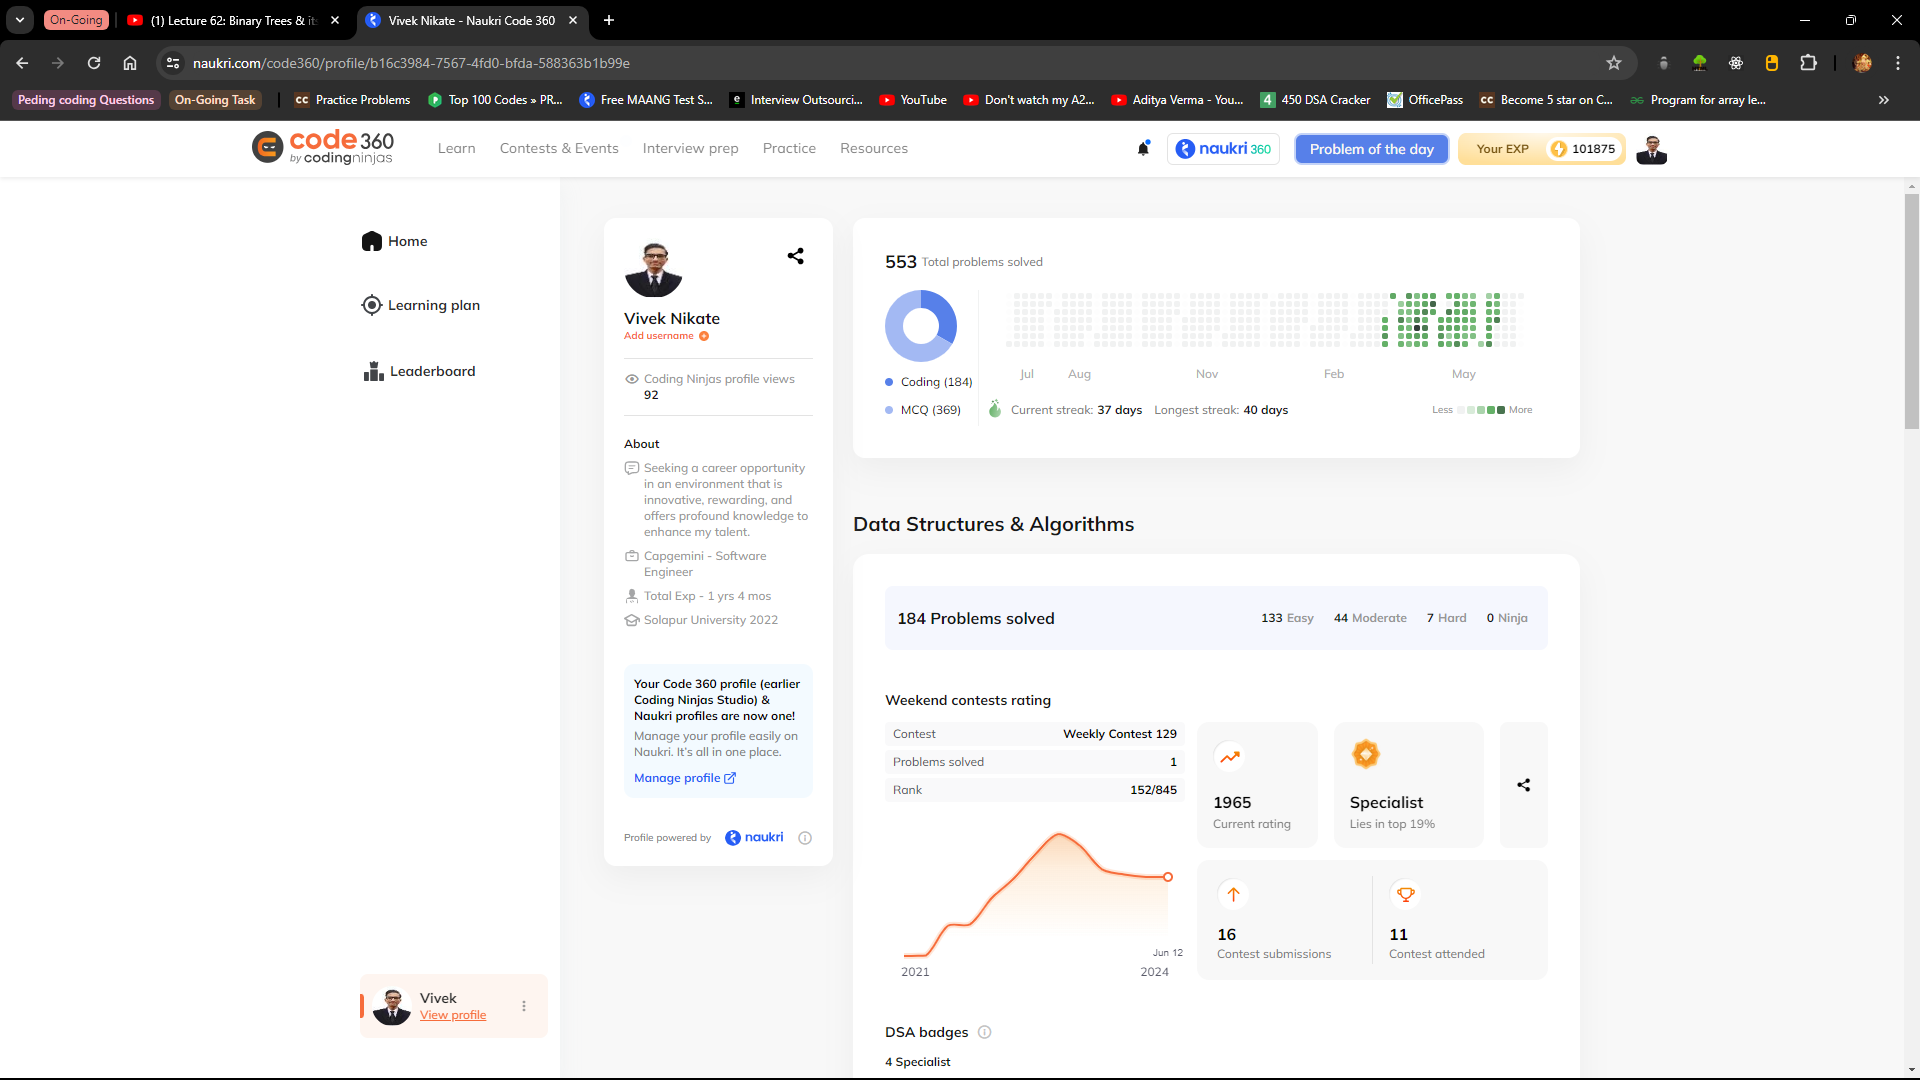 On-Going
(1) Lecture 62: Binary Trees & it
Vivek Nikate - Naukri Code 360
naukri.com/code360/profile/b16c3984-7567-4fd0-bfda-588363b1b99e
Peding coding Questions
On-Going Task
CC Practice Problems
Top 100 Codes » PR...
Free MAANG Test S...
Interview Outsourci...
YouTube
Don't watch my A2...
Aditya Verma - You...
4 450 DSA Cracker
OfficePass
CC Become 5 star on C...
Program for array le...
code 360
by codingninjas
Learn
Contests & Events
Interview prep
Practice
Resources
naukri 360
Problem of the day
Your EXP
101875
Home
Learning plan
Leaderboard
Vivek
View profile
Vivek Nikate
Add username
Coding Ninjas profile views
92
About
Seeking a career opportunity
in an environment that is
innovative, rewarding, and
offers profound knowledge to
enhance my talent.
Capgemini - Software
Engineer
Total Exp - 1 yrs 4 mos
Solapur University 2022
Your Code 360 profile (earlier
Coding Ninjas Studio) &
Naukri profiles are now one!
Manage your profile easily on
Naukri. It's all in one place.
Manage profile
Profile powered by naukri
553 Total problems solved
Coding (184)
MCQ (369)
Jul Aug Nov Feb May
Current streak: 37 days Longest streak: 40 days
Less More
Data Structures & Algorithms
184 Problems solved
133 Easy 44 Moderate 7 Hard 0 Ninja
Weekend contests rating
Contest Weekly Contest 129
Problems solved 1
Rank 152/845
Jun 12
2021 2024
1965
Current rating
Specialist
Lies in top 19%
16
Contest submissions
11
Contest attended
DSA badges
4 Specialist